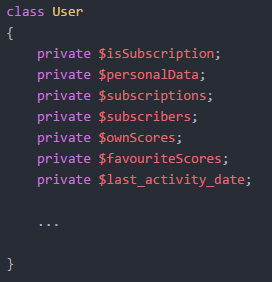 class User
{
    private $isSubscription;
    private $personalData;
    private $subscriptions;
    private $subscribers;
    private $ownScores;
    private $favouriteScores;
    private $last_activity_date;

    ...

}